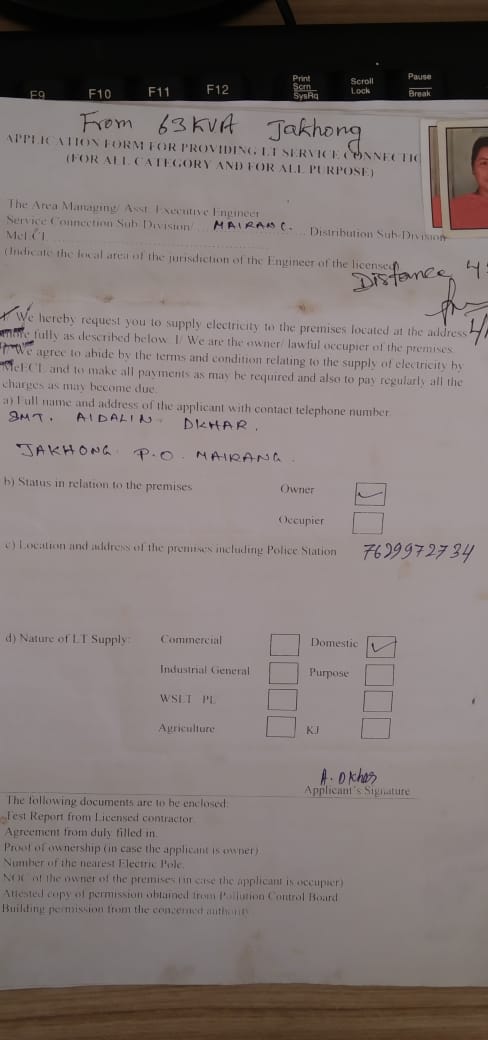 F9 F10 F11 F12 Print Scrn SysRq Scroll Lock Pause Break
From 63KVA Jakhong
APPLICATION FORM FOR PROVIDING LT SERVICE CONNECTIO
(FOR ALL CATEGORY AND FOR ALL PURPOSE)
The Area Managing/ Asst. Executive Engineer
Service Connection Sub Division/ MAIRANG. Distribution Sub-Division
MeECL
(Indicate the local area of the jurisdiction of the Engineer of the licensee)
Distance
I/ We hereby request you to supply electricity to the premises located at the address
more fully as described below. I/ We are the owner/ lawful occupier of the premises.
I/ We agree to abide by the terms and condition relating to the supply of electricity by
MeECL and to make all payments as may be required and also to pay regularly all the
charges as may become due.
a) Full name and address of the applicant with contact telephone number
SMT. AIDALIN DKHAR.
JAKHONG. P.O. MAIRANG.
b) Status in relation to the premises Owner
Occupier
c) Location and address of the premises including Police Station 7629972734
d) Nature of LT Supply: Commercial Domestic
Industrial General Purpose
WSLT PL
Agriculture KJ
A. Dkhar
Applicant's Signature
The following documents are to be enclosed:
Test Report from Licensed contractor
Agreement from duly filled in.
Proof of ownership (in case the applicant is owner)
Number of the nearest Electric Pole.
NOC of the owner of the premises (in case the applicant is occupier)
Attested copy of permission obtained from Pollution Control Board
Building permission from the concerned authority